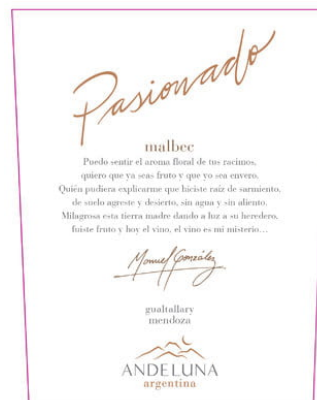 Pasionado
malbec
Puedo sentir el aroma floral de tus racimos,
quiero que ya seas fruto y que yo sea envero.
Quién pudiera explicarme que hiciste raíz de sarmiento,
de suelo agreste y desierto, sin agua y sin aliento.
Milagrosa esta tierra madre dando a luz a su heredero,
fuiste fruto y hoy el vino, el vino es mi misterio...
Manuel González
gualtallary
mendoza
ANDELUNA
argentina